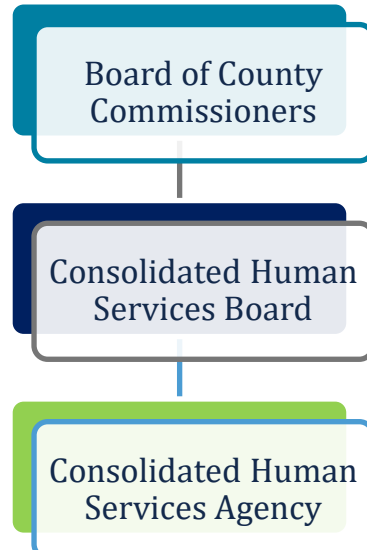 Board of County
Commissioners
Consolidated Human
Services Board
Consolidated Human
Services Agency